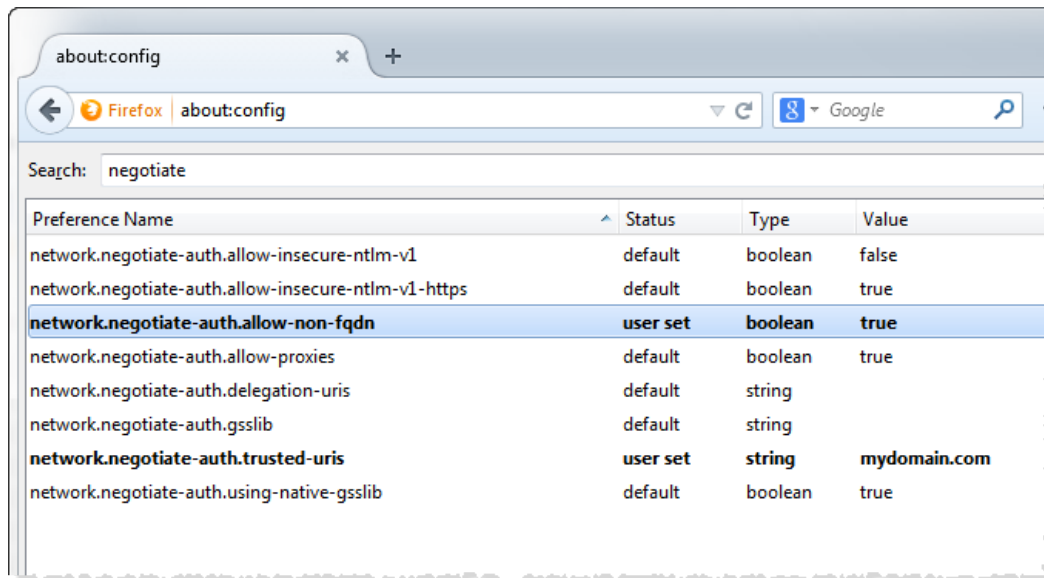 about:config
Firefox about:config Google
Search: negotiate
Preference Name Status Type Value
network.negotiate-auth.allow-insecure-ntlm-v1 default boolean false
network.negotiate-auth.allow-insecure-ntlm-v1-https default boolean true
network.negotiate-auth.allow-non-fqdn user set boolean true
network.negotiate-auth.allow-proxies default boolean true
network.negotiate-auth.delegation-uris default string
network.negotiate-auth.gsslib default string
network.negotiate-auth.trusted-uris user set string mydomain.com
network.negotiate-auth.using-native-gsslib default boolean true